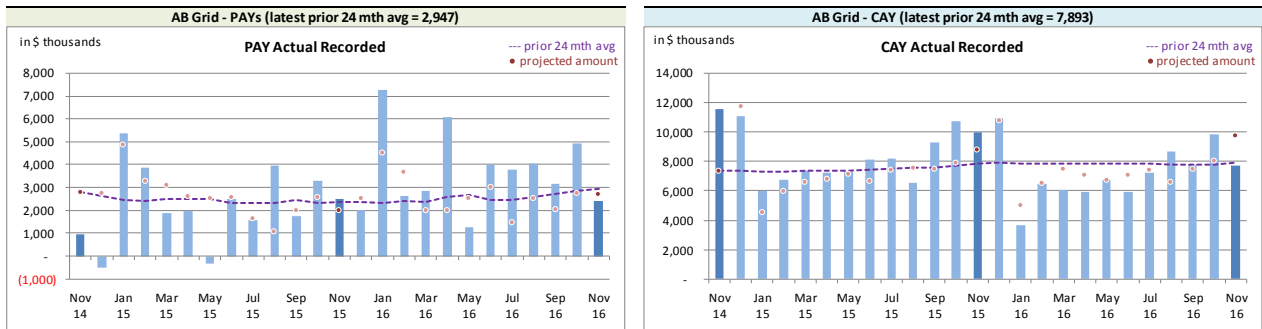 AB Grid - PAYs (latest prior 24 mth avg = 2,947)
in $ thousands
PAY Actual Recorded
--- prior 24 mth avg
• projected amount
8,000
7,000
6,000
5,000
4,000
3,000
2,000
1,000
-
(1,000)
Nov Jan Mar May Jul Sep Nov Jan Mar May Jul Sep Nov
14 15 15 15 15 15 15 16 16 16 16 16 16
AB Grid - CAY (latest prior 24 mth avg = 7,893)
in $ thousands
CAY Actual Recorded
--- prior 24 mth avg
• projected amount
14,000
12,000
10,000
8,000
6,000
4,000
2,000
-
Nov Jan Mar May Jul Sep Nov Jan Mar May Jul Sep Nov
14 15 15 15 15 15 15 16 16 16 16 16 16